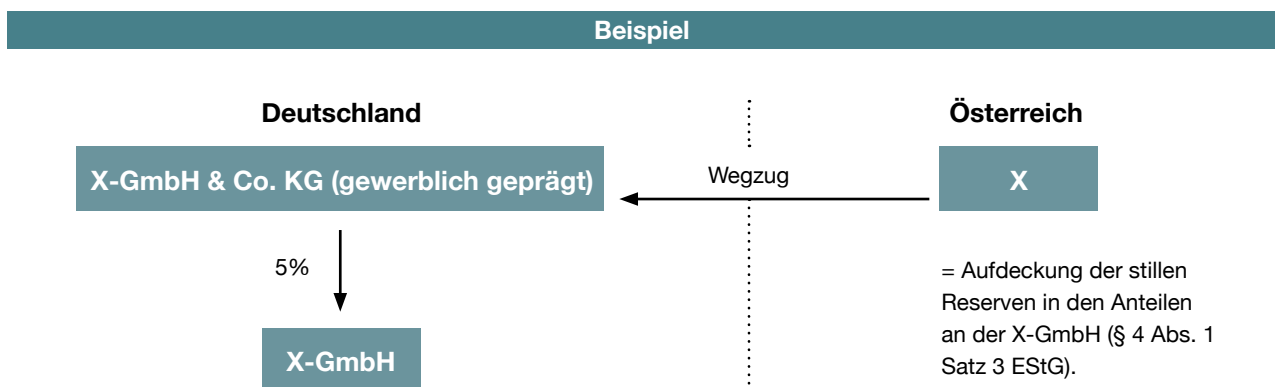 Beispiel
Deutschland
Österreich
X-GmbH & Co. KG (gewerblich geprägt)
Wegzug
X
5%
= Aufdeckung der stillen
Reserven in den Anteilen
an der X-GmbH (§ 4 Abs. 1
Satz 3 EStG).
X-GmbH